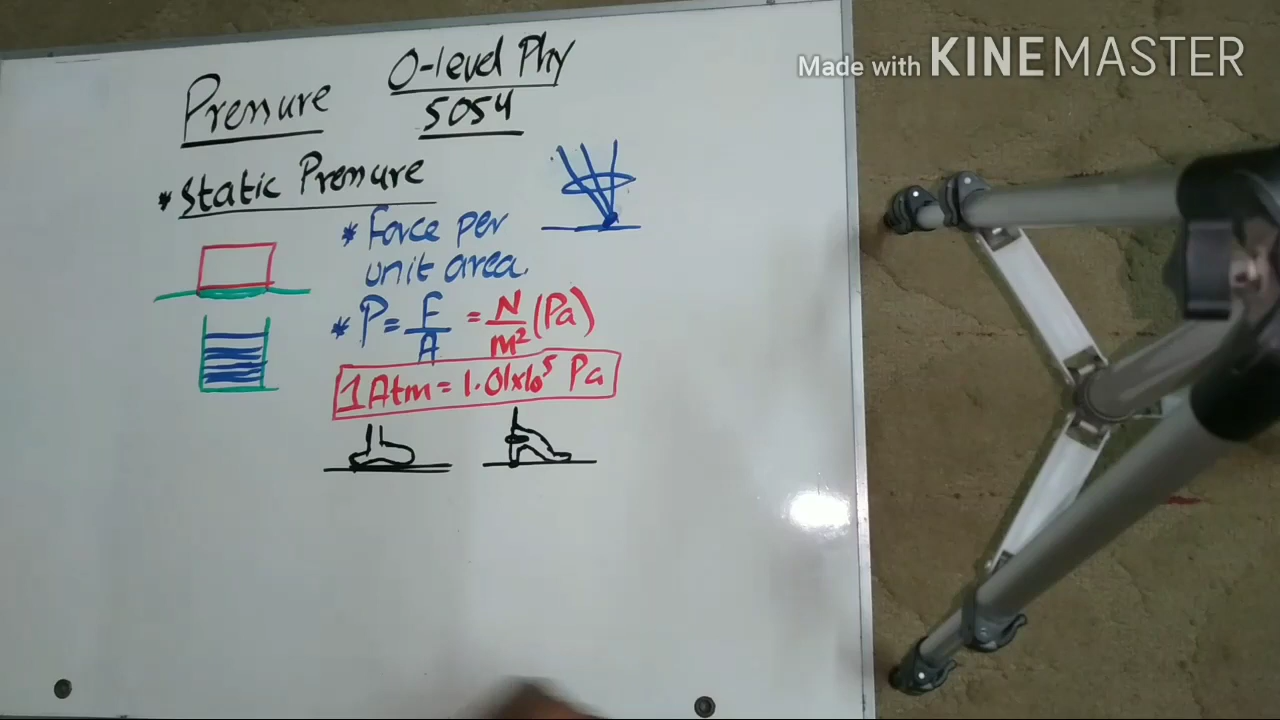 Made with KINEMASTER
Pressure
O-level Phy
5054
* Static Pressure
* Force per
unit area.
* P = F/A = N/m² (Pa)
1 Atm = 1.01x10⁵ Pa